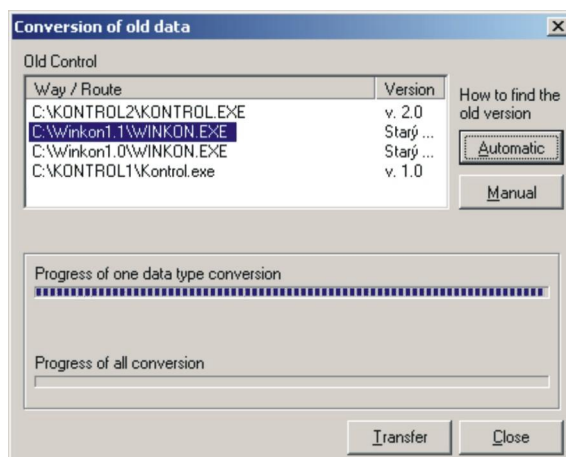 Conversion of old data
Old Control
Way / Route Version
C:\KONTROL2\KONTROL.EXE v. 2.0
C:\Winkon1.1\WINKON.EXE Starý ...
C:\Winkon1.0\WINKON.EXE Starý ...
C:\KONTROL1\Kontrol.exe v. 1.0
How to find the
old version
Automatic
Manual
Progress of one data type conversion
Progress of all conversion
Transfer Close